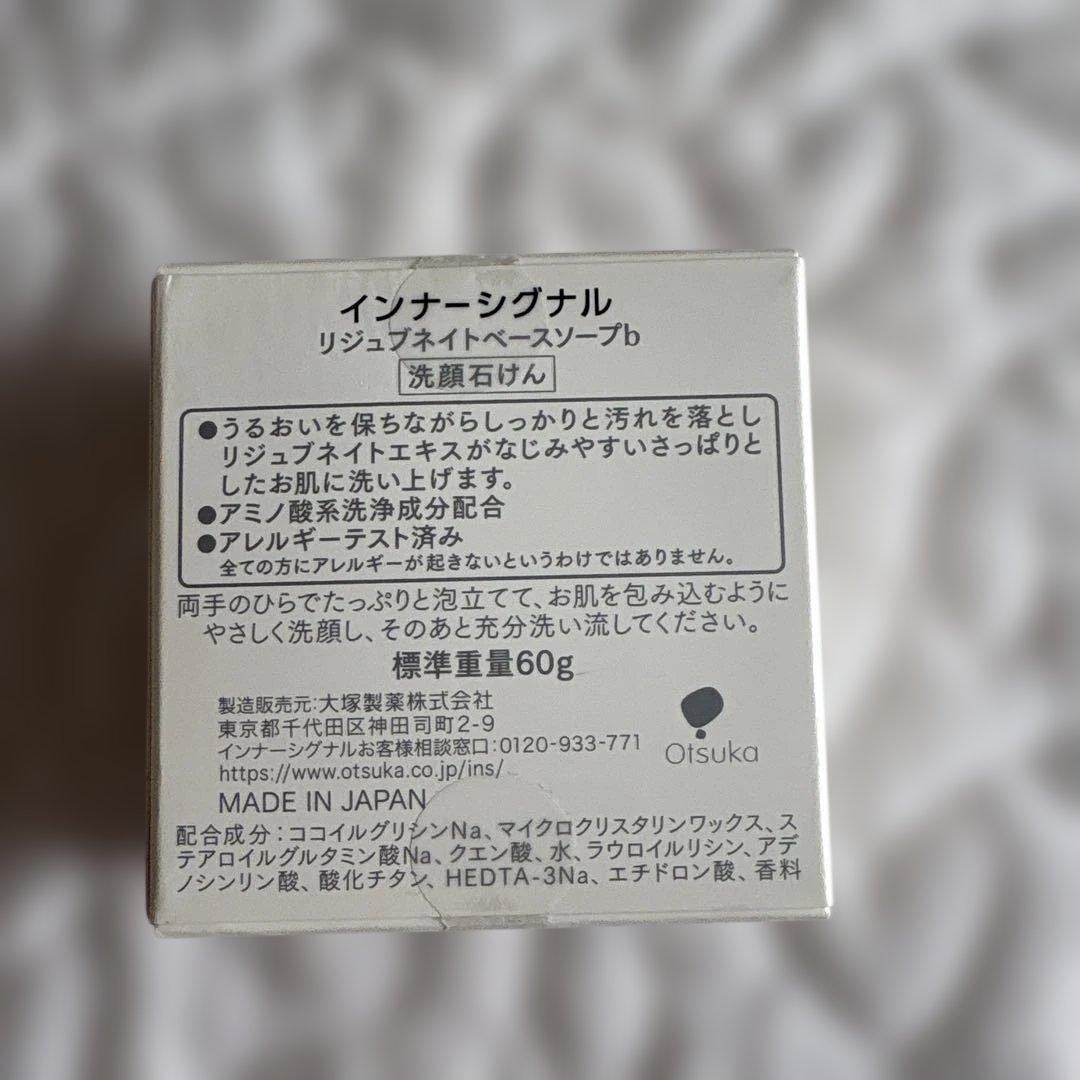 インナーシグナル
リジュブネイトベースソープb
洗顔石けん
●うるおいを保ちながらしっかりと汚れを落とし
リジュブネイトエキスがなじみやすいさっぱりと
したお肌に洗い上げます。
●アミノ酸系洗浄成分配合
●アレルギーテスト済み
全ての方にアレルギーが起きないというわけではありません。
両手のひらでたっぷりと泡立てて、お肌を包み込むように
やさしく洗顔し、そのあと充分洗い流してください。
標準重量60g
製造販売元:大塚製薬株式会社
東京都千代田区神田司町2-9
インナーシグナルお客様相談窓口:0120-933-771
https://www.otsuka.co.jp/ins/
MADE IN JAPAN
Otsuka
配合成分:ココイルグリシンNa、マイクロクリスタリンワックス、ス
テアロイルグルタミン酸Na、クエン酸、水、ラウロイルリシン、アデ
ノシンリン酸、酸化チタン、HEDTA-3Na、エチドロン酸、香料